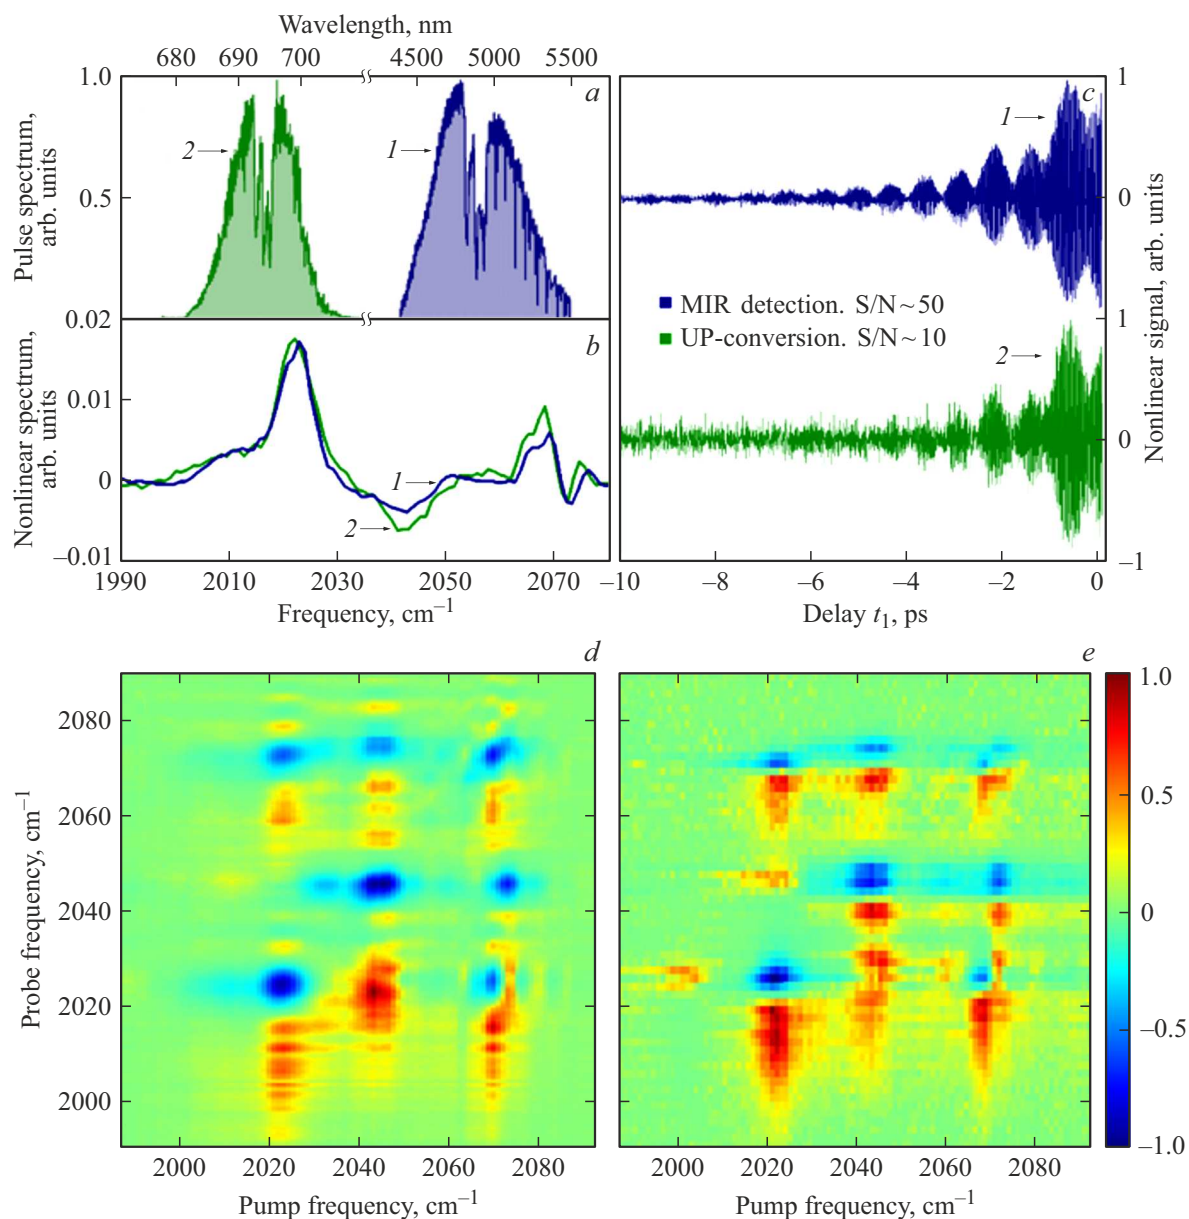 Wavelength, nm
680 690 700 4500 5000 5500
a
1.0
0.5
0.02
Pulse spectrum,
arb. units
2
1
b
0.01
0
–0.01
Nonlinear spectrum,
arb. units
1
2
1990 2010 2030 2050 2070
Frequency, cm–1
c
1
1
0
MIR detection. S/N~50
1
UP-conversion. S/N~10
2
0
–1
Nonlinear signal, arb. units
–10 –8 –6 –4 –2 0
Delay t1, ps
d
2080
2060
2040
2020
2000
Probe frequency, cm–1
2000 2020 2040 2060 2080
Pump frequency, cm–1
e
1.0
0.5
0
–0.5
–1.0
2000 2020 2040 2060 2080
Pump frequency, cm–1